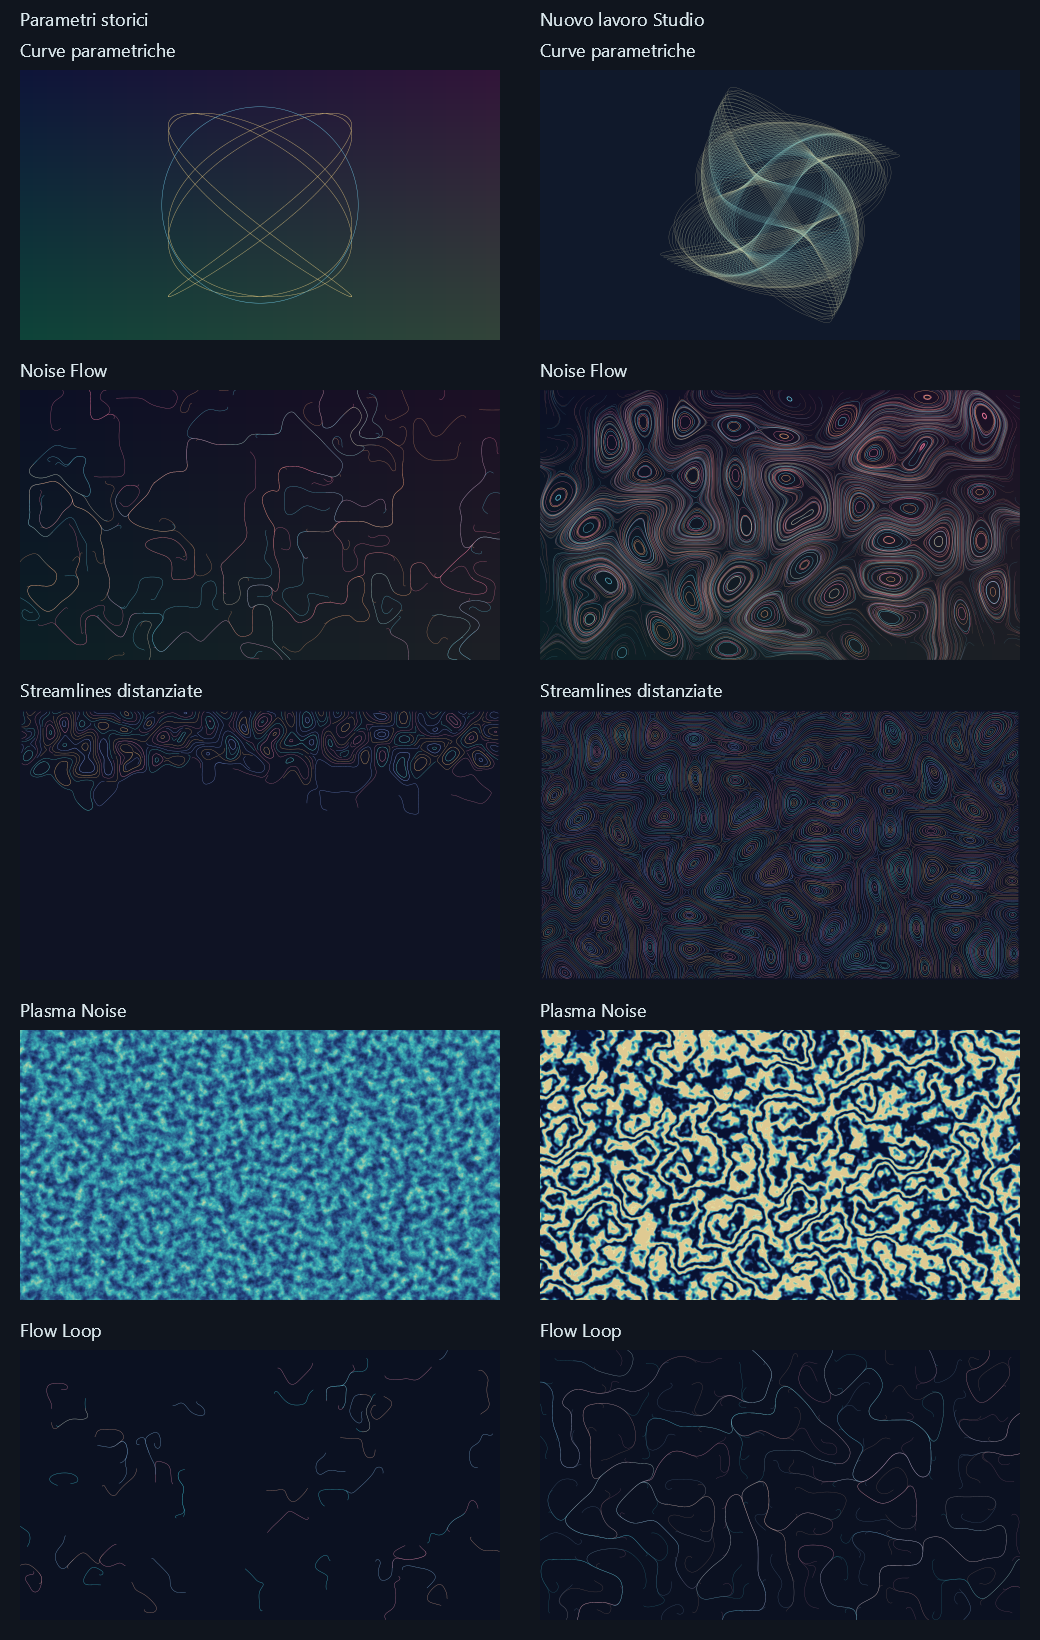 Parametri storici
Nuovo lavoro Studio
Curve parametriche
Curve parametriche
Noise Flow
Noise Flow
Streamlines distanziate
Streamlines distanziate
Plasma Noise
Plasma Noise
Flow Loop
Flow Loop